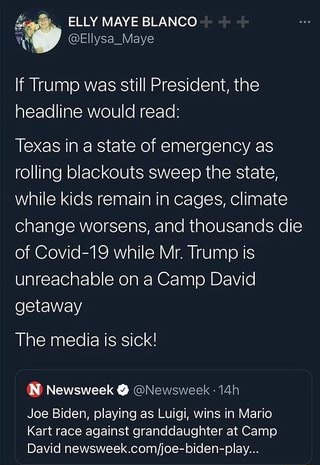 ELLY MAYE BLANCO
@Ellysa_Maye
If Trump was still President, the
headline would read:
Texas in a state of emergency as
rolling blackouts sweep the state,
while kids remain in cages, climate
change worsens, and thousands die
of Covid-19 while Mr. Trump is
unreachable on a Camp David
getaway
The media is sick!
N Newsweek @Newsweek · 14h
Joe Biden, playing as Luigi, wins in Mario
Kart race against granddaughter at Camp
David newsweek.com/joe-biden-play...